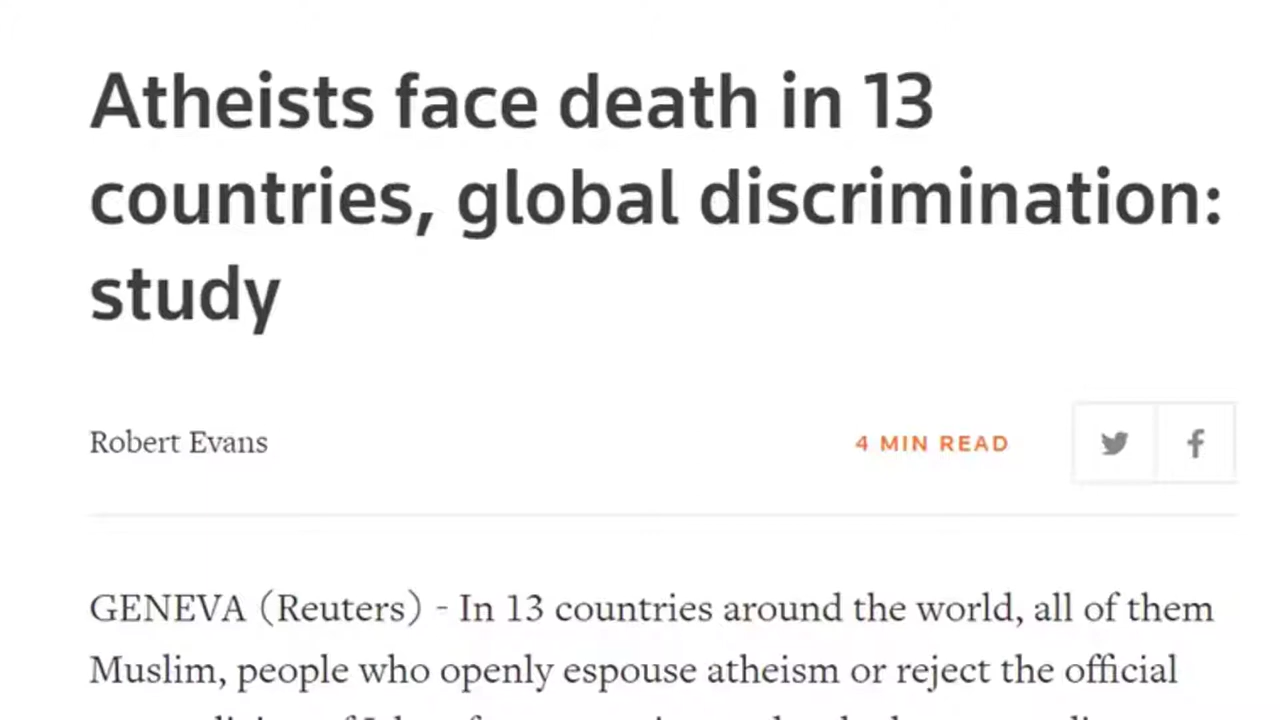 Atheists face death in 13
countries, global discrimination:
study
Robert Evans
4 MIN READ
GENEVA (Reuters) - In 13 countries around the world, all of them
Muslim, people who openly espouse atheism or reject the official